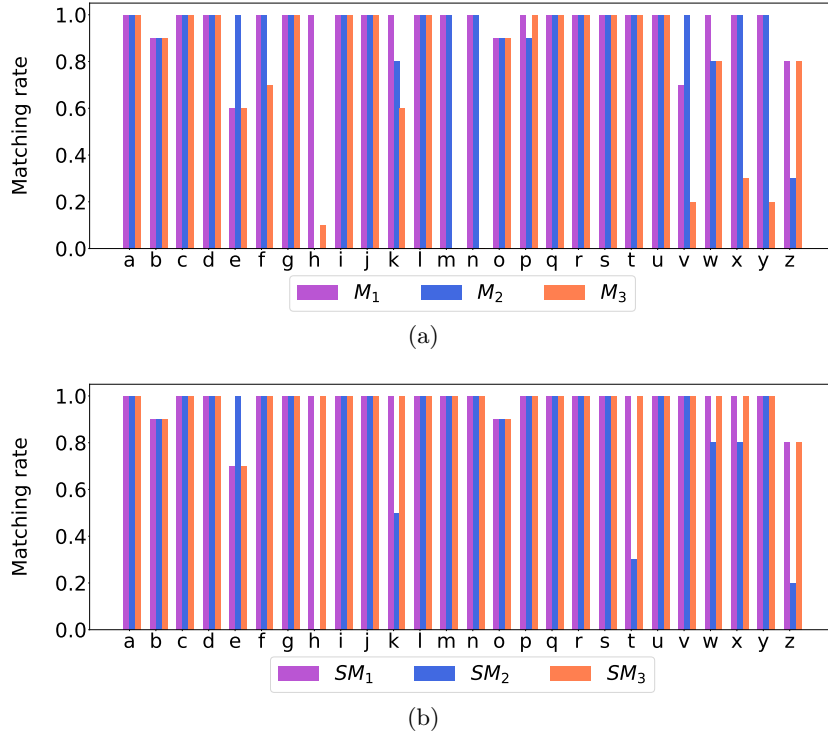 Matching rate
1.0
0.8
0.6
0.4
0.2
0.0
a b c d e f g h i j k l m n o p q r s t u v w x y z
M1 M2 M3
(a)
Matching rate
1.0
0.8
0.6
0.4
0.2
0.0
a b c d e f g h i j k l m n o p q r s t u v w x y z
SM1 SM2 SM3
(b)